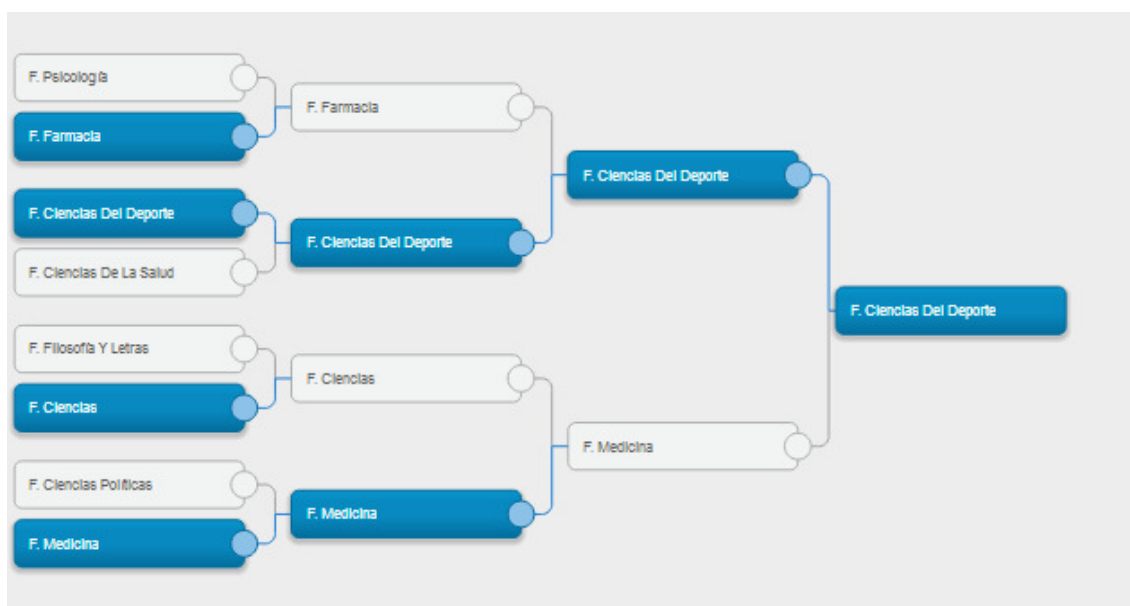 F. Psicología
F. Farmacia
F. Ciencias Del Deporte
F. Ciencias De La Salud
F. Filosofía Y Letras
F. Ciencias
F. Ciencias Políticas
F. Medicina
F. Farmacia
F. Ciencias Del Deporte
F. Ciencias
F. Medicina
F. Ciencias Del Deporte
F. Medicina
F. Ciencias Del Deporte